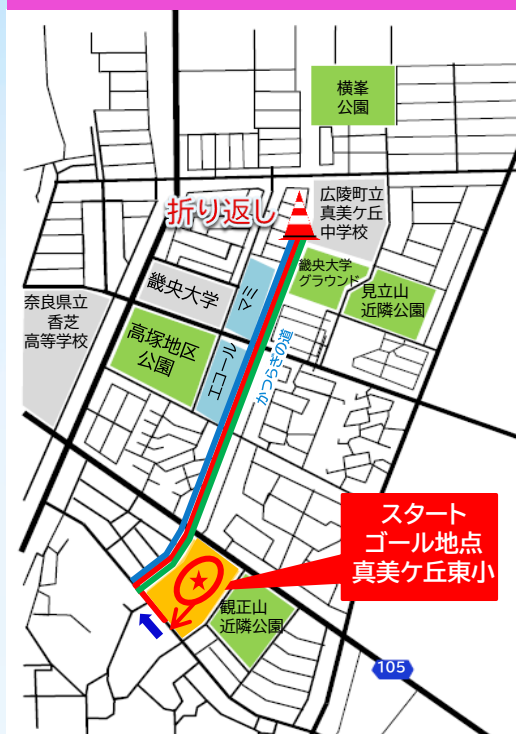 横峯
公園
広陵町立
真美ケ丘
中学校
折り返し
畿央大学
グラウンド
見立山
近隣公園
畿央大学
マミ
奈良県立
香芝
高等学校
高塚地区
公園
エコール
かつらぎの道
スタート
ゴール地点
真美ケ丘東小
観正山
近隣公園
105